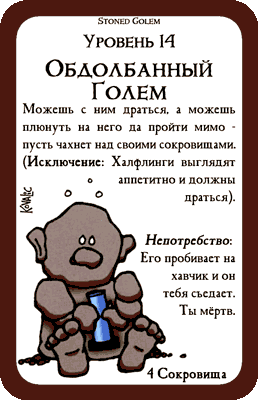 Stoned Golem
Уровень 14
Обдолбанный
Голем
Можешь с ним драться, а можешь
плюнуть на него да пройти мимо -
пусть чахнет над своими сокровищами.
(Исключение: Халфлинги выглядят
аппетитно и должны
драться).
Kovalic
Непотребство:
Его пробивает на
хавчик и он
тебя съедает.
Ты мёртв.
4 Сокровища